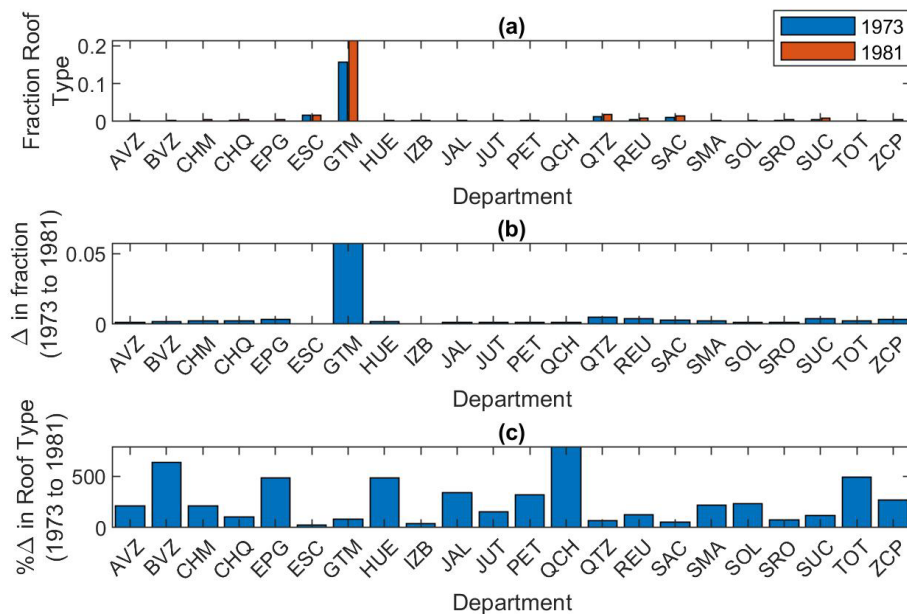 (a)
1973
1981
Fraction Roof
Type
0.2
0.1
0
AVZ BVZ CHM CHQ EPG ESC GTM HUE IZB JAL JUT PET QCH QTZ REU SAC SMA SOL SRO SUC TOT ZCP
Department
(b)
Δ in fraction
(1973 to 1981)
0.05
0
AVZ BVZ CHM CHQ EPG ESC GTM HUE IZB JAL JUT PET QCH QTZ REU SAC SMA SOL SRO SUC TOT ZCP
Department
(c)
%Δ in Roof Type
(1973 to 1981)
500
0
AVZ BVZ CHM CHQ EPG ESC GTM HUE IZB JAL JUT PET QCH QTZ REU SAC SMA SOL SRO SUC TOT ZCP
Department